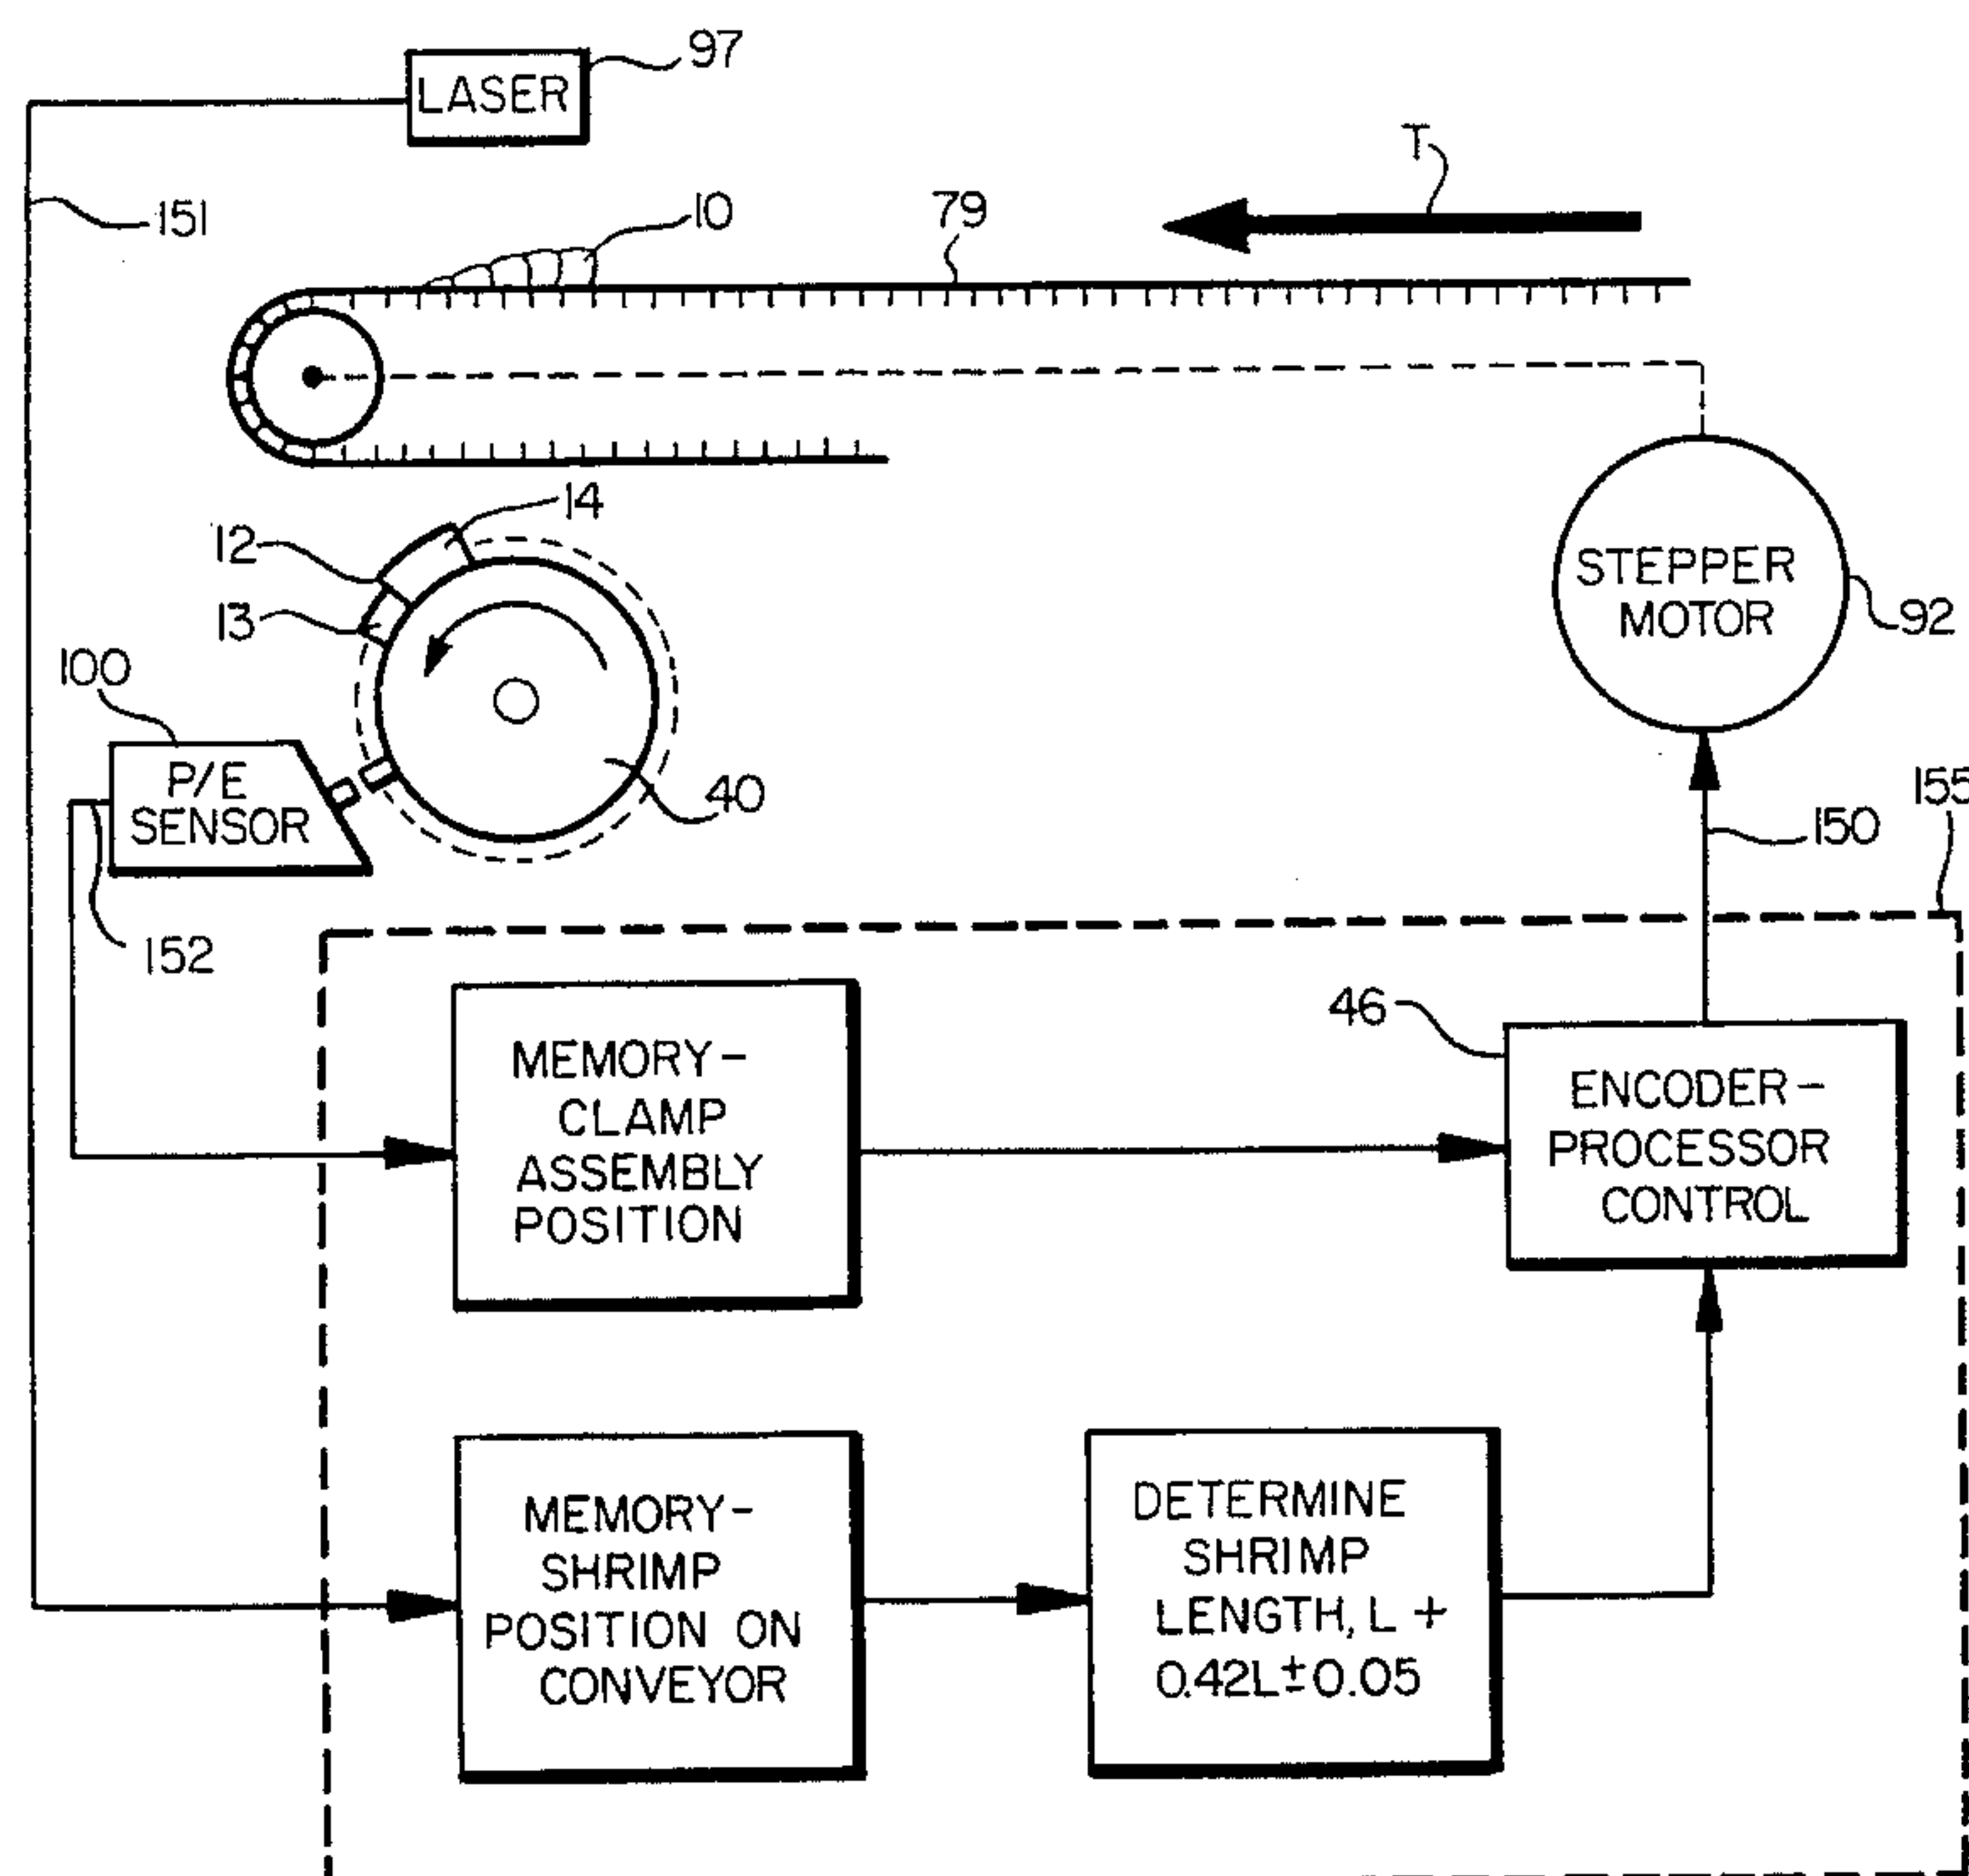 97
LASER
T
151
10
79
14
12
13
100
P/E
SENSOR
40
STEPPER
MOTOR
92
155
150
152
46
MEMORY-
CLAMP
ASSEMBLY
POSITION
ENCODER-
PROCESSOR
CONTROL
MEMORY-
SHRIMP
POSITION ON
CONVEYOR
DETERMINE
SHRIMP
LENGTH, L +
0.42L±0.05